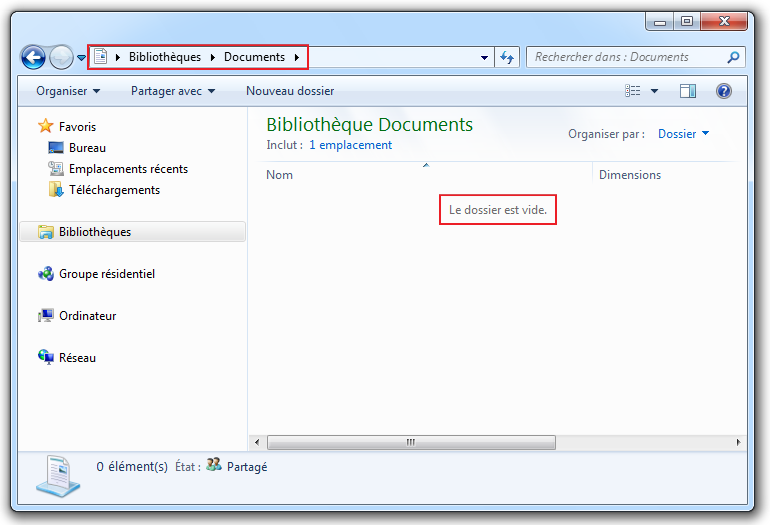 Bibliothèques Documents
Rechercher dans : Documents
Organiser Partager avec Nouveau dossier
Favoris
Bureau
Emplacements récents
Téléchargements
Bibliothèques
Groupe résidentiel
Ordinateur
Réseau
Bibliothèque Documents
Inclut : 1 emplacement
Organiser par : Dossier
Nom Dimensions
Le dossier est vide.
0 élément(s) État : Partagé